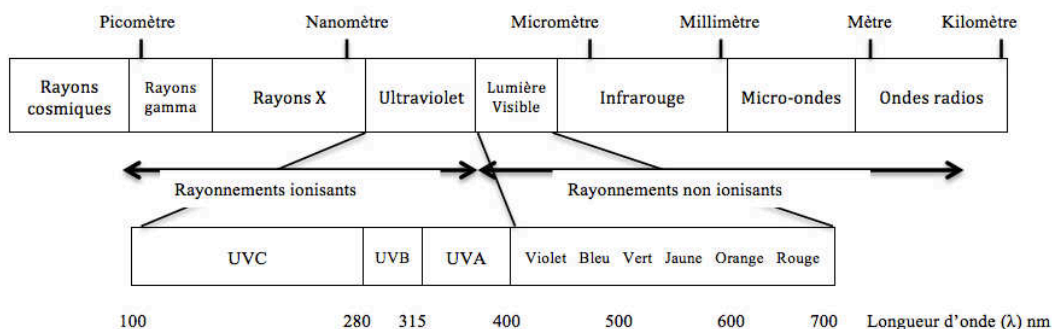 Picomètre Nanomètre Micromètre Millimètre Mètre Kilomètre
Rayons cosmiques
Rayons gamma
Rayons X
Ultraviolet
Lumière Visible
Infrarouge
Micro-ondes
Ondes radios
Rayonnements ionisants Rayonnements non ionisants
UVC UVB UVA Violet Bleu Vert Jaune Orange Rouge
100 280 315 400 500 600 700 Longueur d'onde (λ) nm